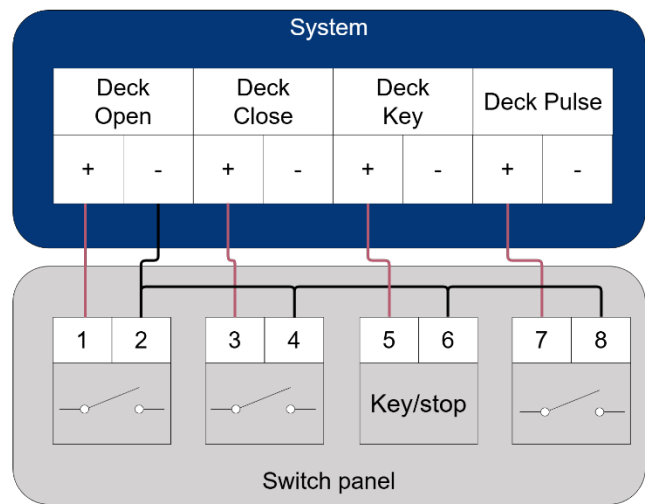 System
Deck Open
Deck Close
Deck Key
Deck Pulse
+ - + - + - + -
1 2 3 4 5 6 7 8
Key/stop
Switch panel